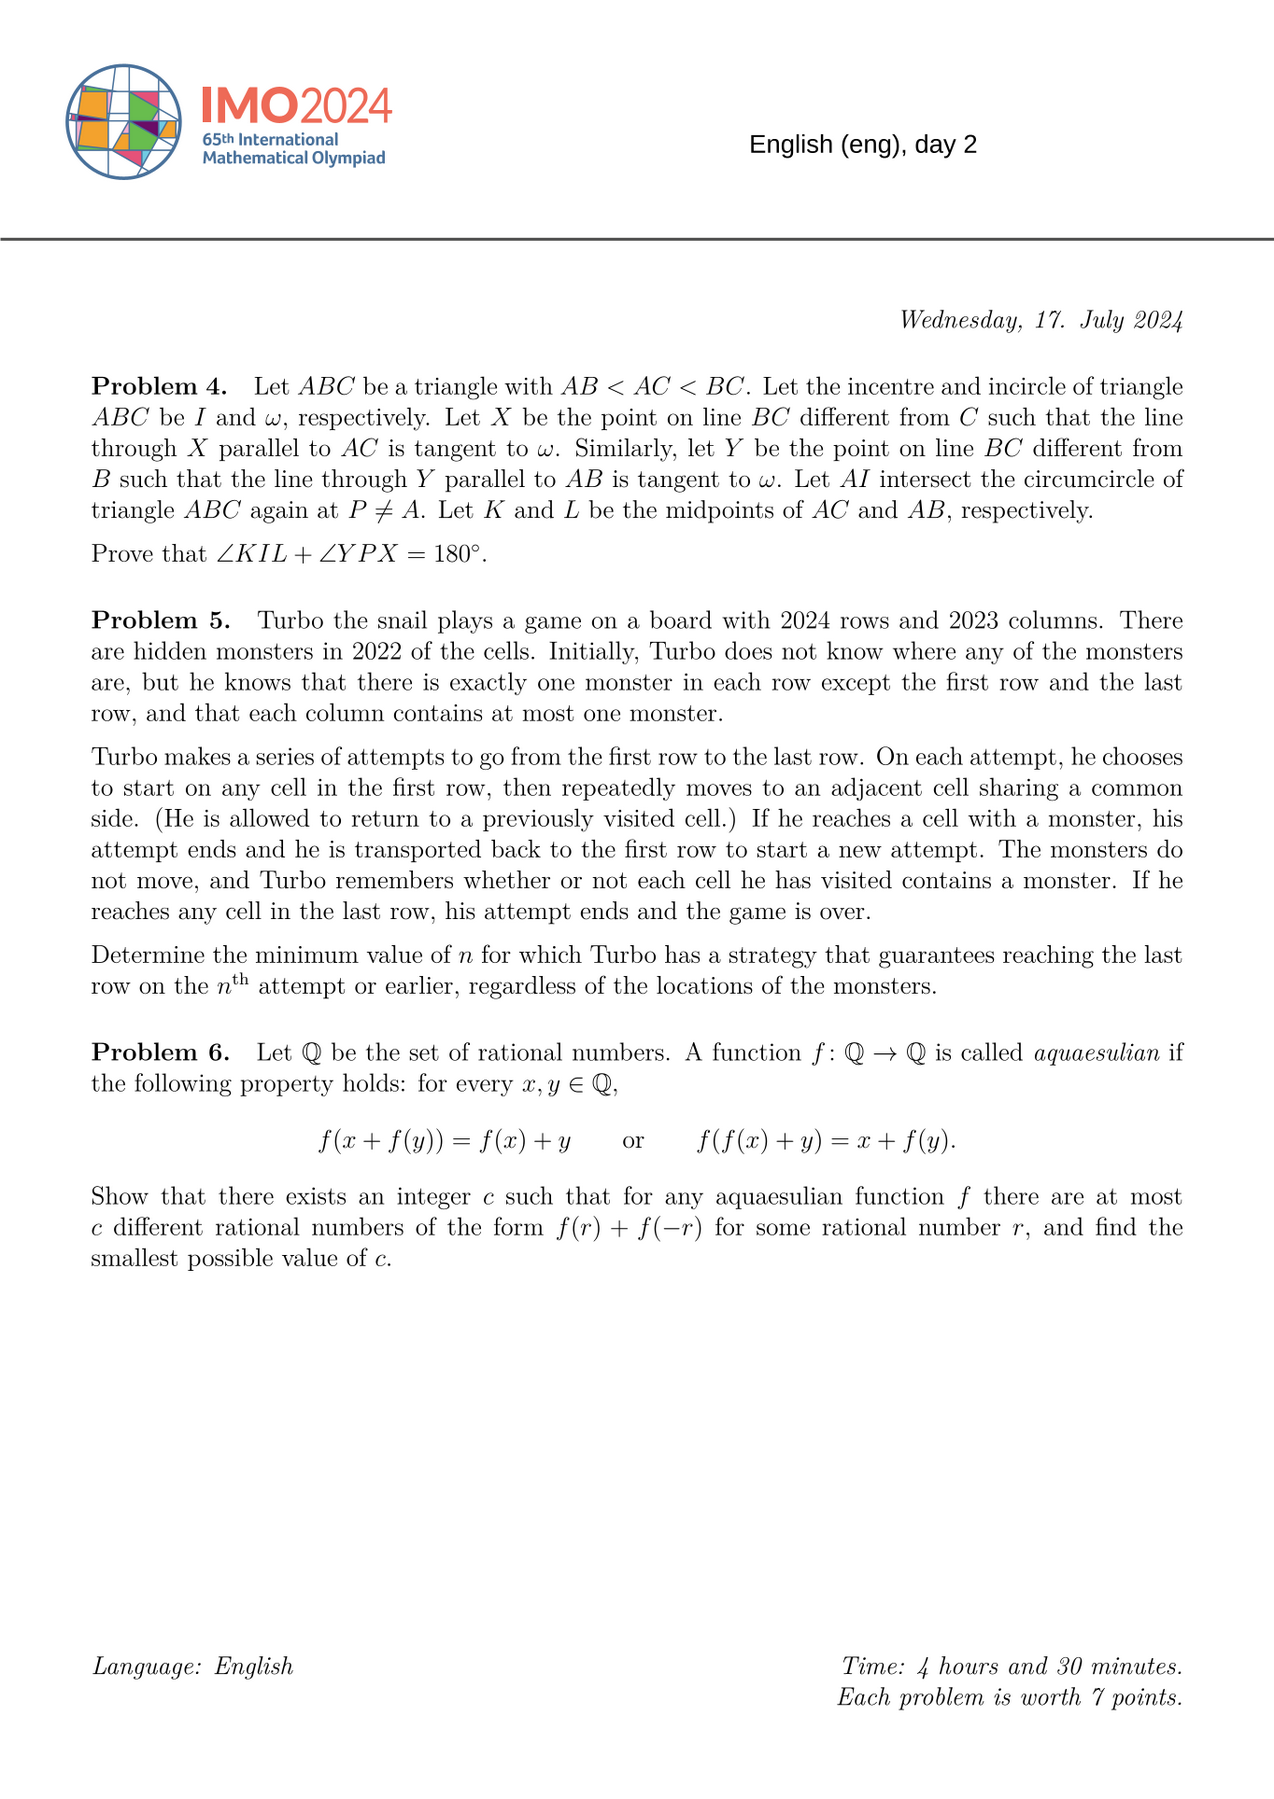 IMO2024
65th International
Mathematical Olympiad
English (eng), day 2
Wednesday, 17. July 2024
Problem 4. Let ABC be a triangle with AB < AC < BC. Let the incentre and incircle of triangle
ABC be I and ω, respectively. Let X be the point on line BC different from C such that the line
through X parallel to AC is tangent to ω. Similarly, let Y be the point on line BC different from
B such that the line through Y parallel to AB is tangent to ω. Let AI intersect the circumcircle of
triangle ABC again at P ≠ A. Let K and L be the midpoints of AC and AB, respectively.
Prove that ∠KIL + ∠YPX = 180°.
Problem 5. Turbo the snail plays a game on a board with 2024 rows and 2023 columns. There
are hidden monsters in 2022 of the cells. Initially, Turbo does not know where any of the monsters
are, but he knows that there is exactly one monster in each row except the first row and the last
row, and that each column contains at most one monster.
Turbo makes a series of attempts to go from the first row to the last row. On each attempt, he chooses
to start on any cell in the first row, then repeatedly moves to an adjacent cell sharing a common
side. (He is allowed to return to a previously visited cell.) If he reaches a cell with a monster, his
attempt ends and he is transported back to the first row to start a new attempt. The monsters do
not move, and Turbo remembers whether or not each cell he has visited contains a monster. If he
reaches any cell in the last row, his attempt ends and the game is over.
Determine the minimum value of n for which Turbo has a strategy that guarantees reaching the last
row on the nᵗʰ attempt or earlier, regardless of the locations of the monsters.
Problem 6. Let ℚ be the set of rational numbers. A function f : ℚ → ℚ is called aquaesulian if
the following property holds: for every x, y ∈ ℚ,
f(x + f(y)) = f(x) + y or f(f(x) + y) = x + f(y).
Show that there exists an integer c such that for any aquaesulian function f there are at most
c different rational numbers of the form f(r) + f(−r) for some rational number r, and find the
smallest possible value of c.
Language: English
Time: 4 hours and 30 minutes.
Each problem is worth 7 points.